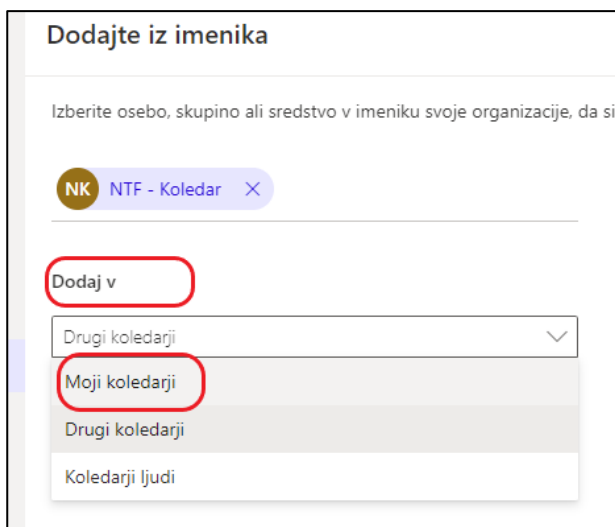 Dodajte iz imenika
Izberite osebo, skupino ali sredstvo v imeniku svoje organizacije, da si
NK NTF - Koledar
Dodaj v
Drugi koledarji
Moji koledarji
Drugi koledarji
Koledarji ljudi